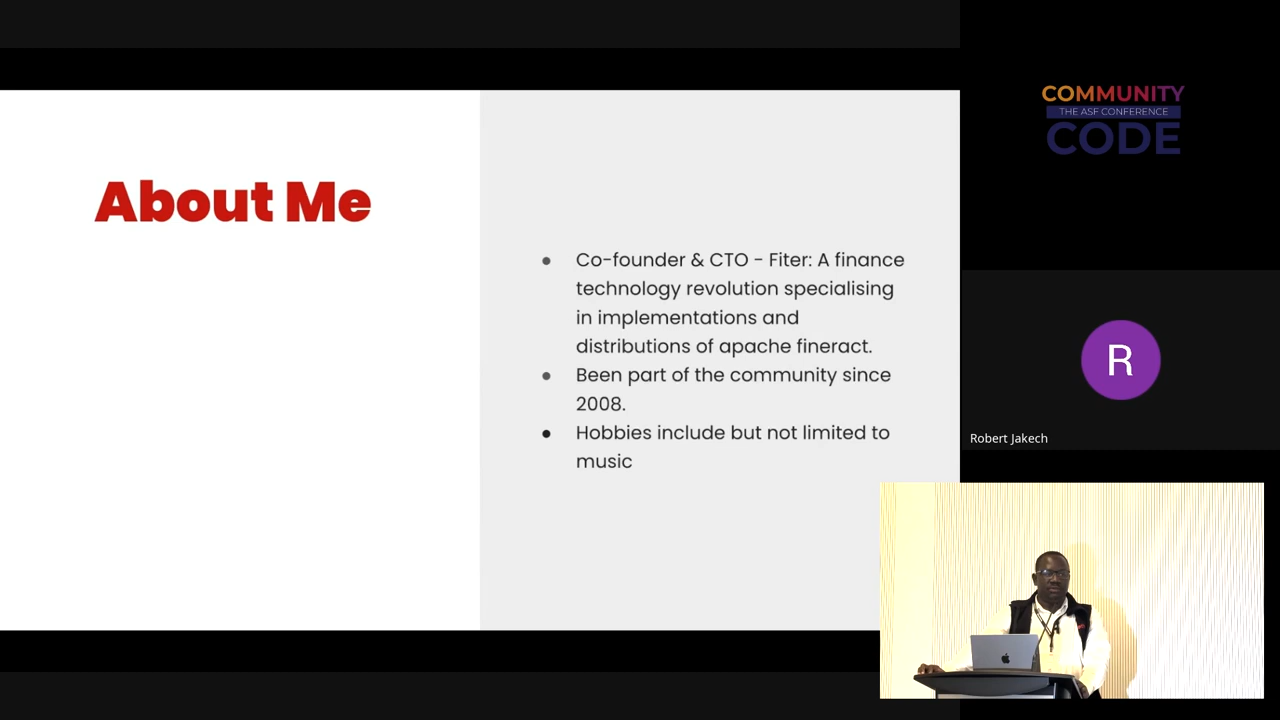 About Me
● Co-founder & CTO - Fiter: A finance
technology revolution specialising
in implementations and
distributions of apache fineract.
● Been part of the community since
2008.
● Hobbies include but not limited to
music
COMMUNITY
THE ASF CONFERENCE
CODE
R
Robert Jakech